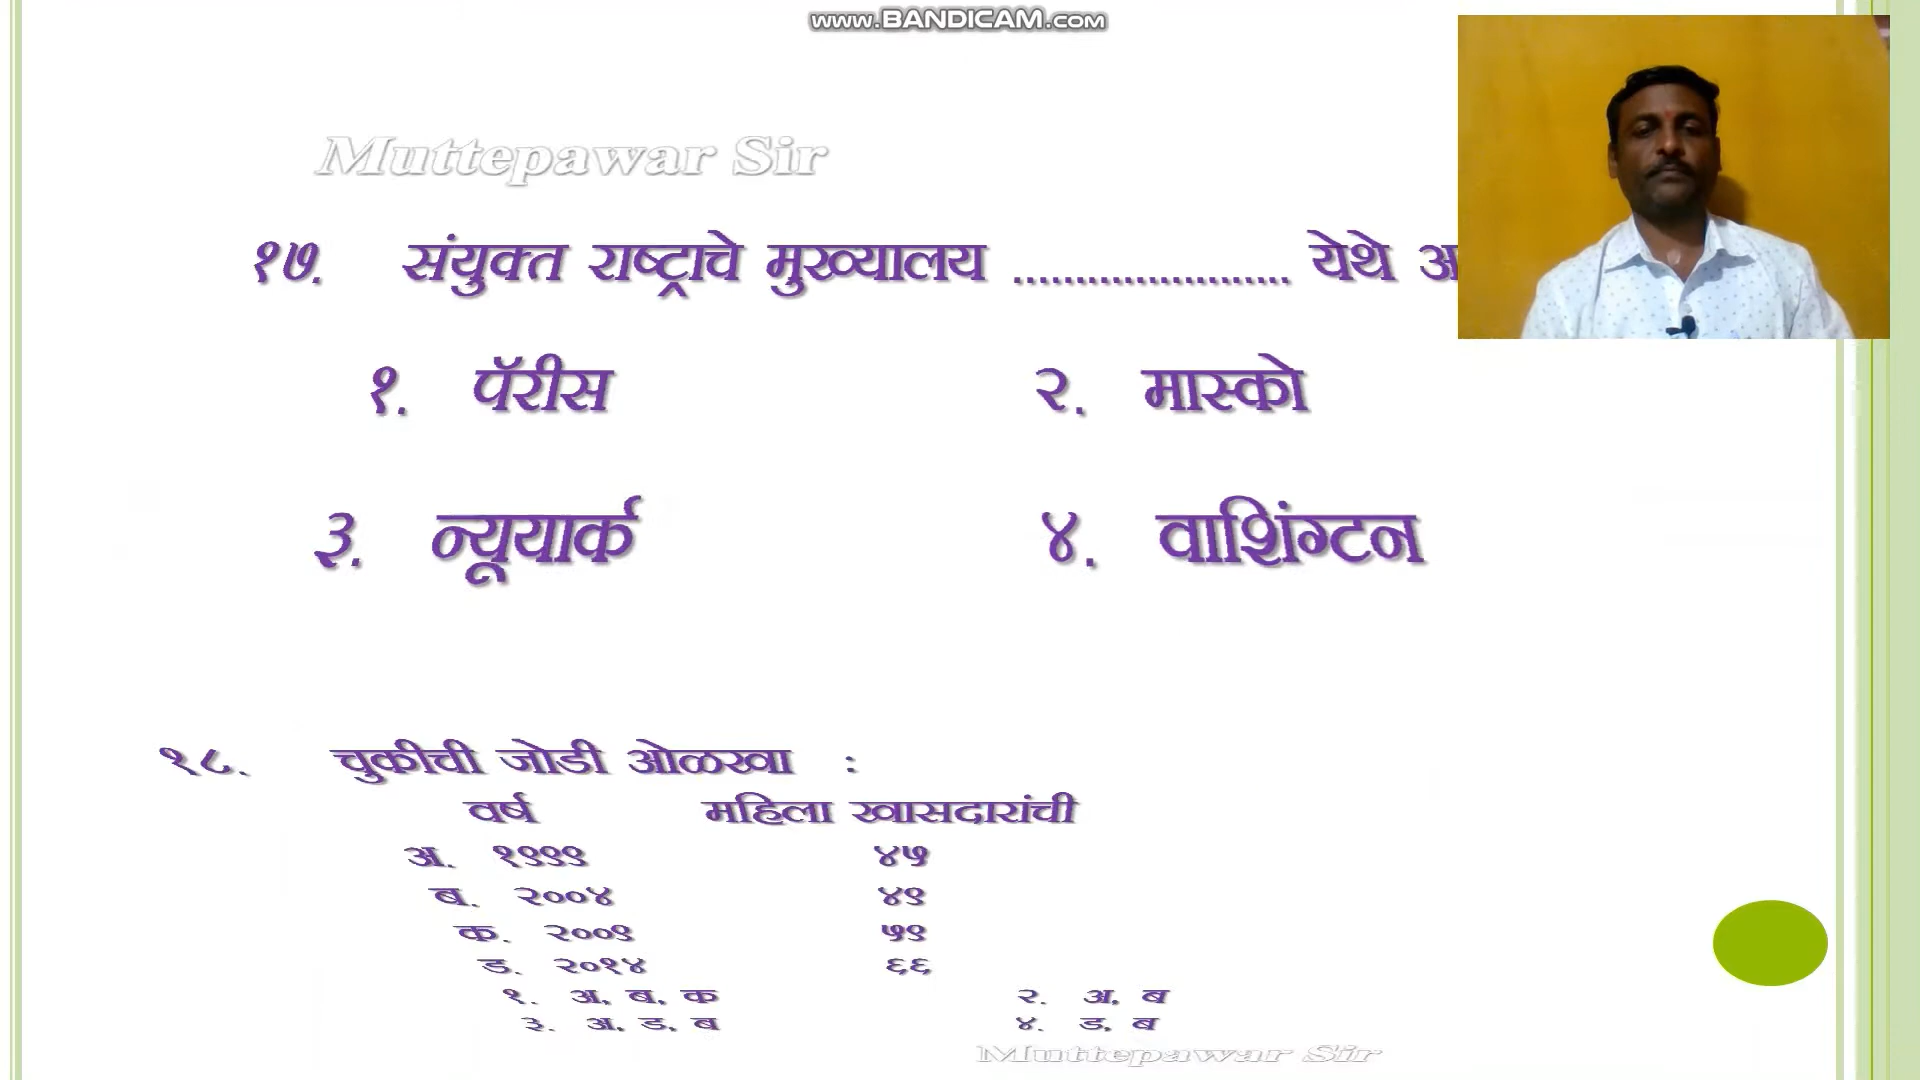 www.BANDICAM.com
Muttepawar Sir
१७. संयुक्त राष्ट्राचे मुख्यालय ...................... येथे
१. पॅरीस २. मास्को
३. न्यूयार्क ४. वाशिंग्टन
१८. चुकीची जोडी ओळखा :
वर्ष महिला खासदारांची
अ. १९९९ ४७
ब. २००४ ४९
क. २००९ ५९
ड. २०१४ ६६
१. अ, ब, क २. अ, ब
३. अ, ड, ब ४. ड, ब
Muttepawar Sir